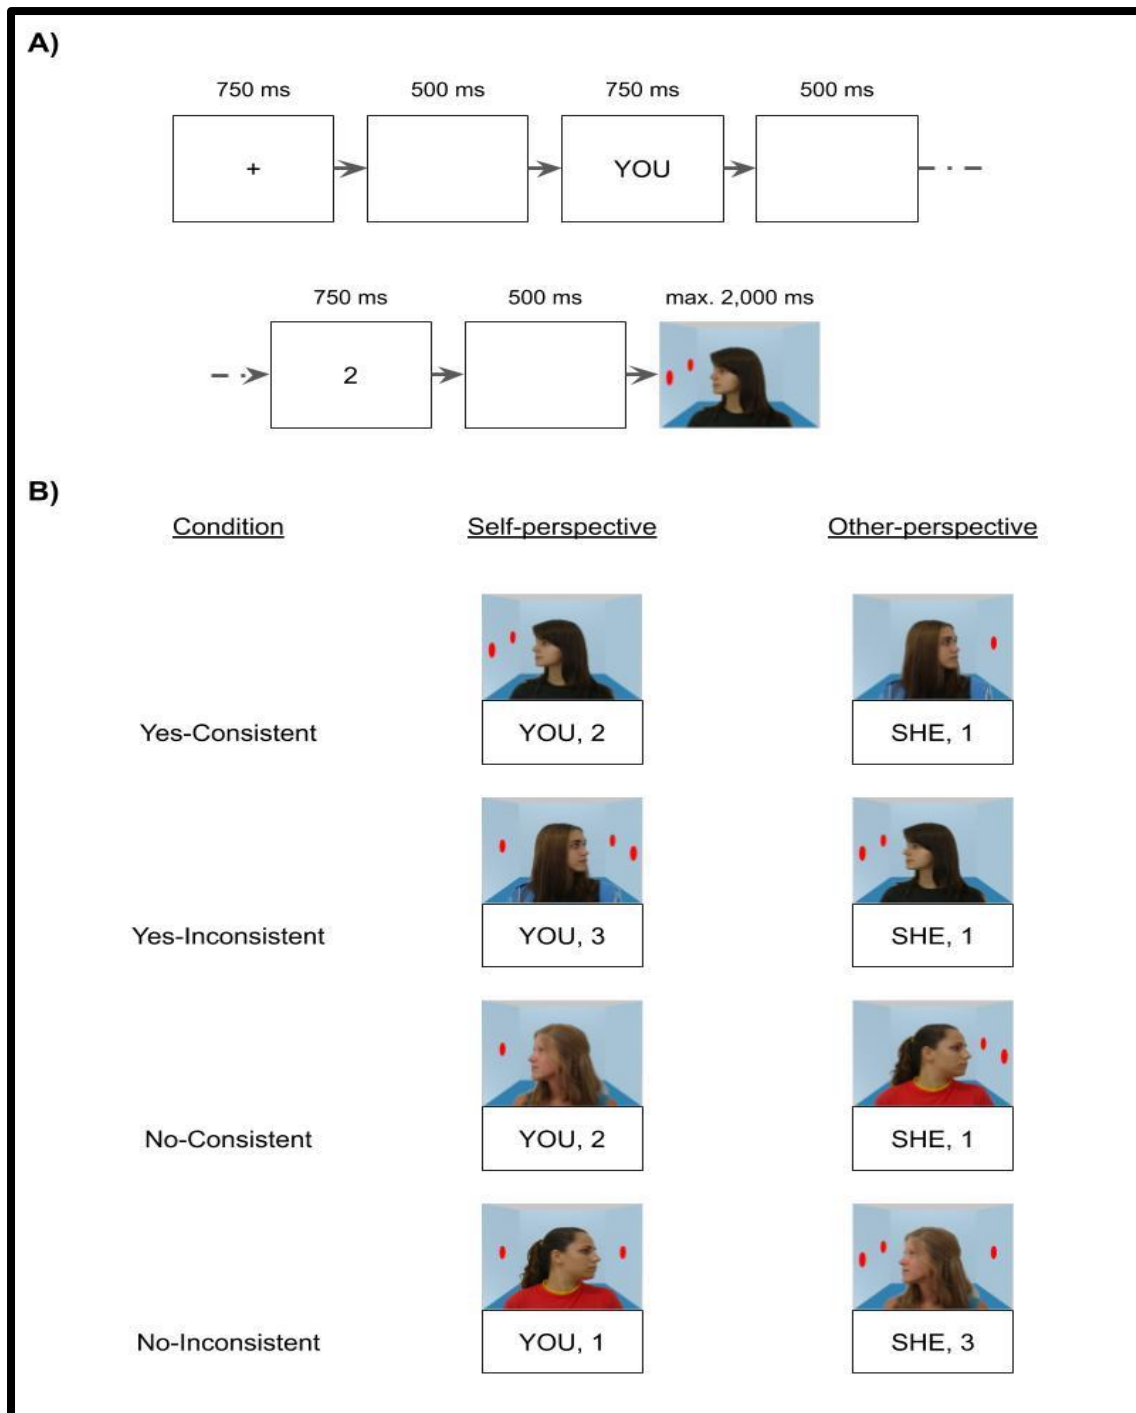 A)
750 ms 500 ms 750 ms 500 ms
+ YOU
750 ms 500 ms max. 2,000 ms
2
B)
Condition Self-perspective Other-perspective
Yes-Consistent YOU, 2 SHE, 1
Yes-Inconsistent YOU, 3 SHE, 1
No-Consistent YOU, 2 SHE, 1
No-Inconsistent YOU, 1 SHE, 3